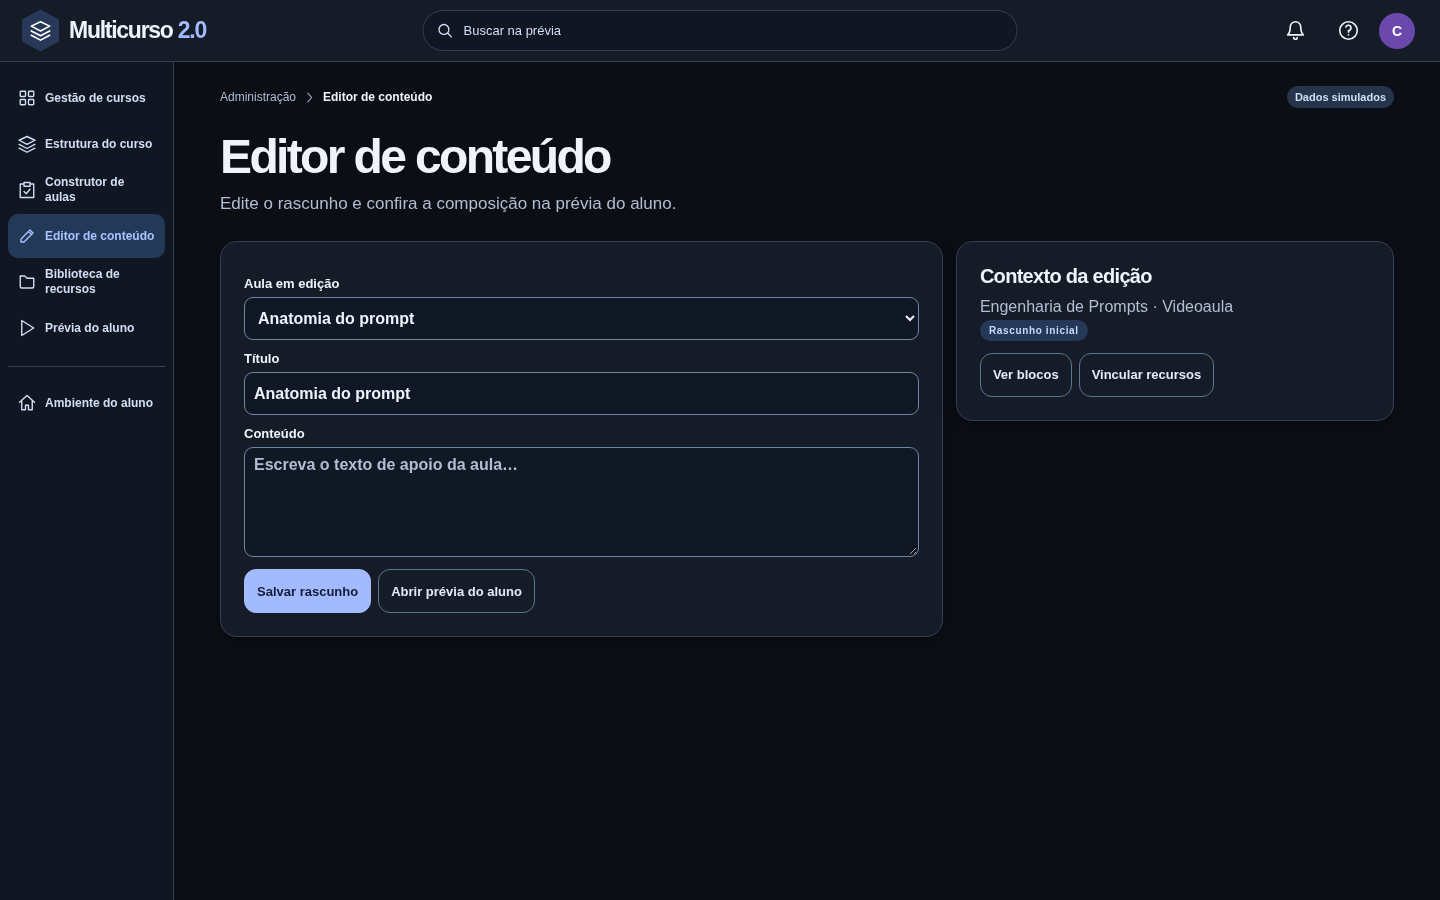 Multicurso 2.0
Buscar na prévia
C
Gestão de cursos
Estrutura do curso
Construtor de
aulas
Editor de conteúdo
Biblioteca de
recursos
Prévia do aluno
Ambiente do aluno
Administração
Editor de conteúdo
Dados simulados
Editor de conteúdo
Edite o rascunho e confira a composição na prévia do aluno.
Aula em edição
Anatomia do prompt
Título
Anatomia do prompt
Conteúdo
Escreva o texto de apoio da aula…
Salvar rascunho
Abrir prévia do aluno
Contexto da edição
Engenharia de Prompts · Videoaula
Rascunho inicial
Ver blocos
Vincular recursos